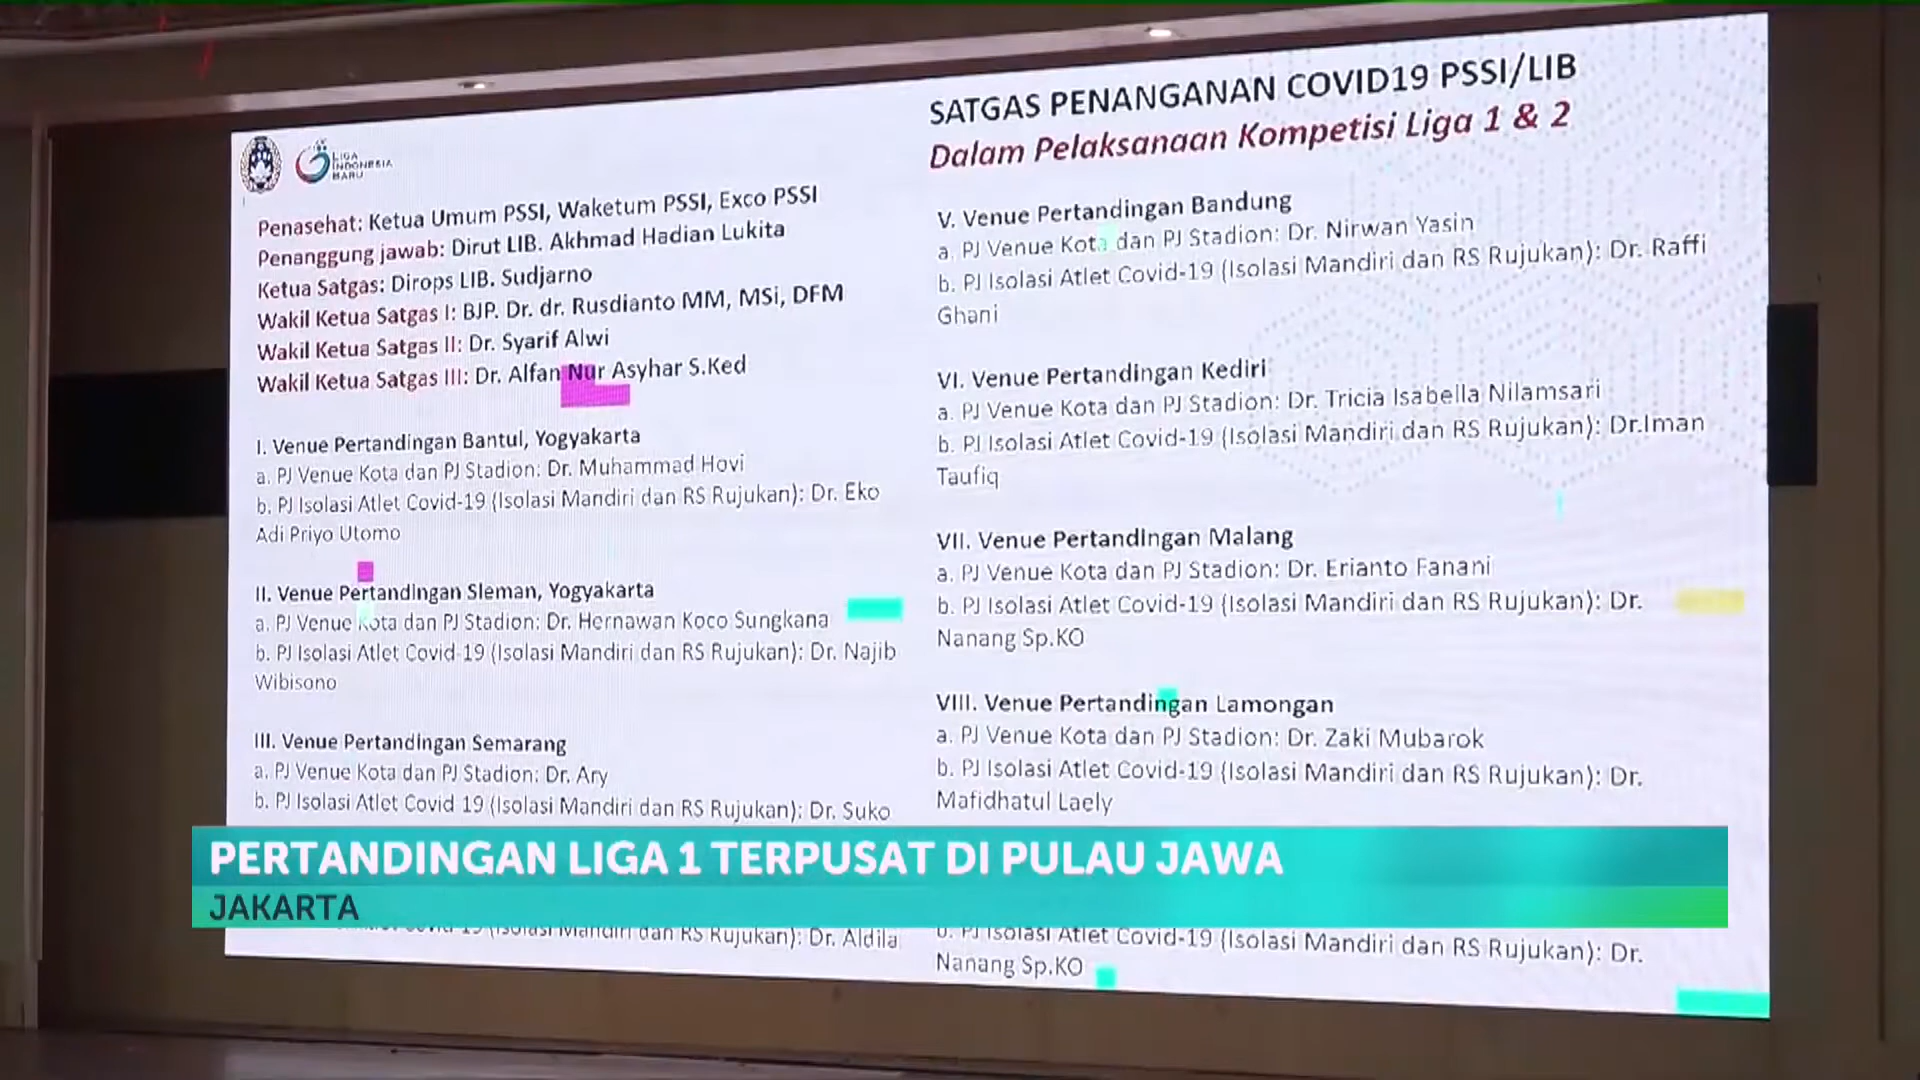 SATGAS PENANGANAN COVID19 PSSI/LIB
Dalam Pelaksanaan Kompetisi Liga 1 & 2
LIGA
INDONESIA
BARU
Penasehat: Ketua Umum PSSI, Waketum PSSI, Exco PSSI
Penanggung jawab: Dirut LIB. Akhmad Hadian Lukita
Ketua Satgas: Dirops LIB. Sudjarno
Wakil Ketua Satgas I: BJP. Dr. dr. Rusdianto MM, MSi, DFM
Wakil Ketua Satgas II: Dr. Syarif Alwi
Wakil Ketua Satgas III: Dr. Alfan Nur Asyhar S.Ked
I. Venue Pertandingan Bantul, Yogyakarta
a. PJ Venue Kota dan PJ Stadion: Dr. Muhammad Hovi
b. PJ Isolasi Atlet Covid-19 (Isolasi Mandiri dan RS Rujukan): Dr. Eko
Adi Priyo Utomo
II. Venue Pertandingan Sleman, Yogyakarta
a. PJ Venue Kota dan PJ Stadion: Dr. Hernawan Koco Sungkana
b. PJ Isolasi Atlet Covid-19 (Isolasi Mandiri dan RS Rujukan): Dr. Najib
Wibisono
III. Venue Pertandingan Semarang
a. PJ Venue Kota dan PJ Stadion: Dr. Ary
b. PJ Isolasi Atlet Covid 19 (Isolasi Mandiri dan RS Rujukan): Dr. Suko
Covid 19 (Isolasi Mandiri dan RS Rujukan): Dr. Aldila
V. Venue Pertandingan Bandung
a. PJ Venue Kota dan PJ Stadion: Dr. Nirwan Yasin
b. PJ Isolasi Atlet Covid-19 (Isolasi Mandiri dan RS Rujukan): Dr. Raffi
Ghani
VI. Venue Pertandingan Kediri
a. PJ Venue Kota dan PJ Stadion: Dr. Tricia Isabella Nilamsari
b. PJ Isolasi Atlet Covid-19 (Isolasi Mandiri dan RS Rujukan): Dr.Iman
Taufiq
VII. Venue Pertandingan Malang
a. PJ Venue Kota dan PJ Stadion: Dr. Erianto Fanani
b. PJ Isolasi Atlet Covid-19 (Isolasi Mandiri dan RS Rujukan): Dr.
Nanang Sp.KO
VIII. Venue Pertandingan Lamongan
a. PJ Venue Kota dan PJ Stadion: Dr. Zaki Mubarok
b. PJ Isolasi Atlet Covid-19 (Isolasi Mandiri dan RS Rujukan): Dr.
Mafidhatul Laely
b. PJ Isolasi Atlet Covid-19 (Isolasi Mandiri dan RS Rujukan): Dr.
Nanang Sp.KO
PERTANDINGAN LIGA 1 TERPUSAT DI PULAU JAWA
JAKARTA